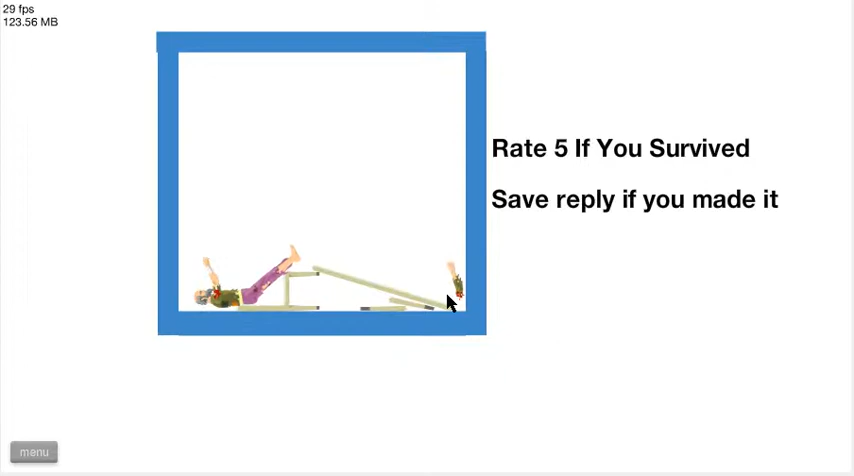 29 fps
123.56 MB
Rate 5 If You Survived
Save reply if you made it
menu